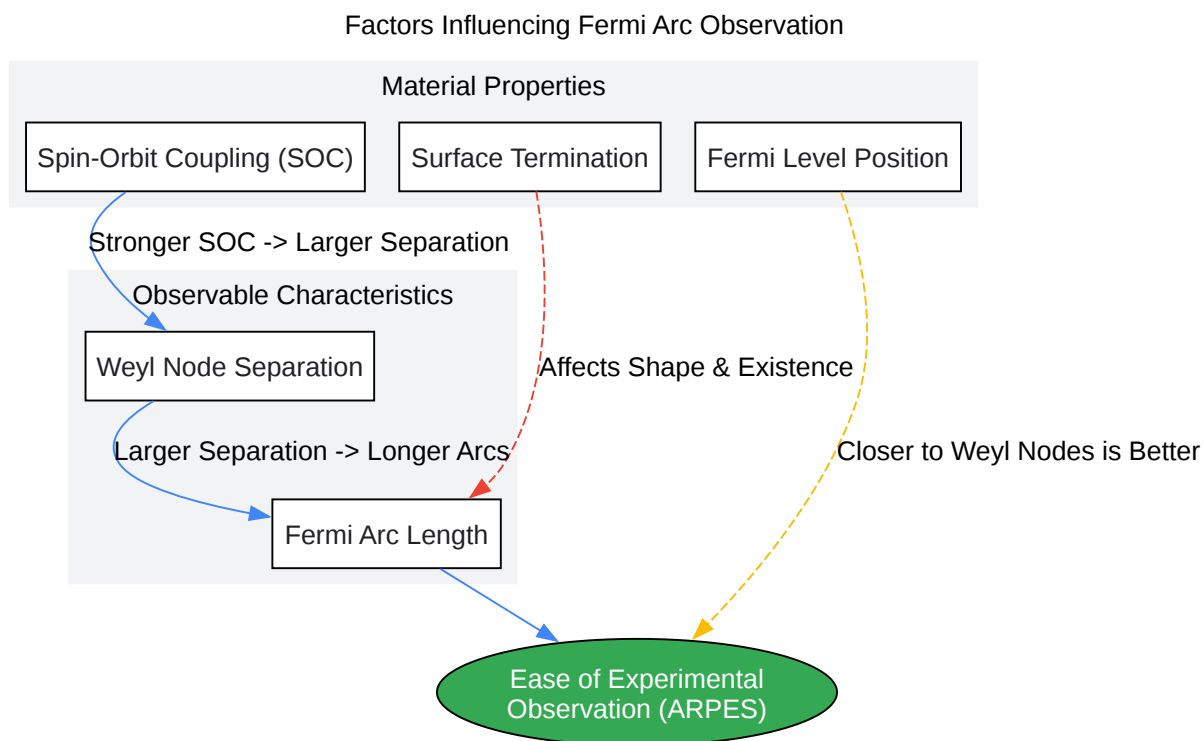 Factors Influencing Fermi Arc Observation
Material Properties
Spin-Orbit Coupling (SOC)
Surface Termination
Fermi Level Position
Stronger SOC -> Larger Separation
Observable Characteristics
Weyl Node Separation
Affects Shape & Existence
Larger Separation -> Longer Arcs
Closer to Weyl Nodes is Better
Fermi Arc Length
Ease of Experimental
Observation (ARPES)